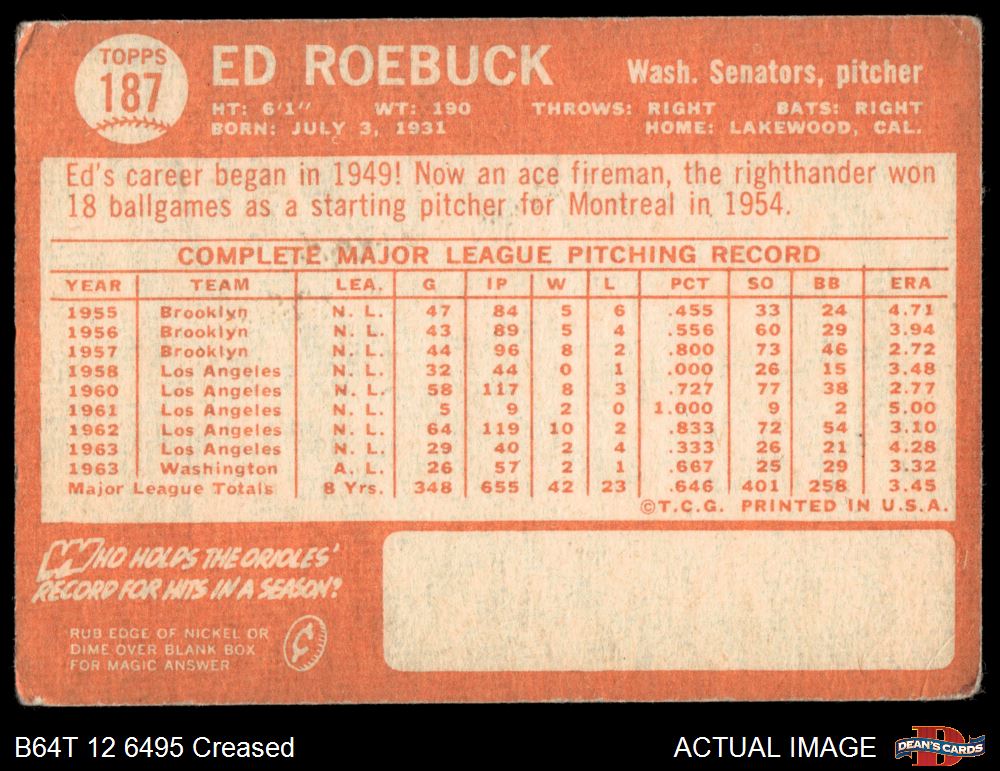 TOPPS
187
ED ROEBUCK
Wash. Senators, pitcher
HT: 6'1" WT: 190 THROWS: RIGHT BATS: RIGHT
BORN: JULY 3, 1931 HOME: LAKEWOOD, CAL.
Ed's career began in 1949! Now an ace fireman, the righthander won
18 ballgames as a starting pitcher for Montreal in 1954.
COMPLETE MAJOR LEAGUE PITCHING RECORD
YEAR TEAM LEA. G IP W L PCT SO BB ERA
1955 Brooklyn N. L. 47 84 5 6 .455 33 24 4.71
1956 Brooklyn N. L. 43 89 5 4 .556 60 29 3.94
1957 Brooklyn N. L. 44 96 8 2 .800 73 46 2.72
1958 Los Angeles N. L. 32 44 0 1 .000 26 15 3.48
1960 Los Angeles N. L. 58 117 8 3 .727 77 38 2.77
1961 Los Angeles N. L. 5 9 2 0 1.000 9 2 5.00
1962 Los Angeles N. L. 64 119 10 2 .833 72 54 3.10
1963 Los Angeles N. L. 29 40 2 4 .333 26 21 4.28
1963 Washington A. L. 26 57 2 1 .667 25 29 3.32
Major League Totals 8 Yrs. 348 655 42 23 .646 401 258 3.45
©T.C.G. PRINTED IN U.S.A.
WHO HOLDS THE ORIOLES'
RECORD FOR HITS IN A SEASON?
RUB EDGE OF NICKEL OR
DIME OVER BLANK BOX
FOR MAGIC ANSWER
B64T 12 6495 Creased
ACTUAL IMAGE
DEAN'S CARDS